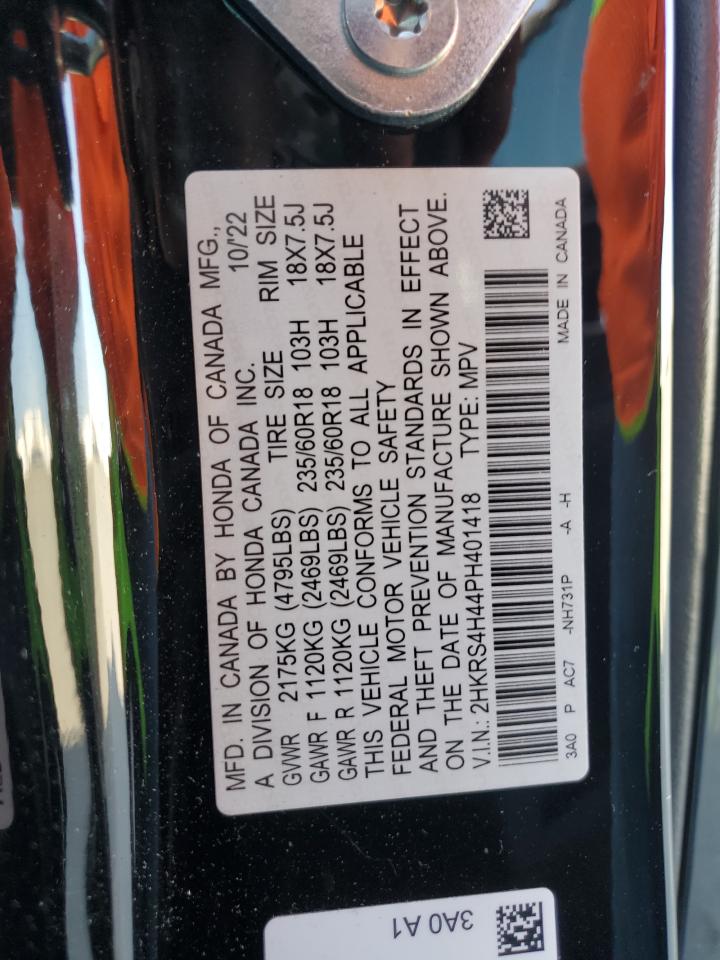 MFD. IN CANADA BY HONDA OF CANADA MFG.,
A DIVISION OF HONDA CANADA INC. 10/'22
GVWR 2175KG (4795LBS) TIRE SIZE RIM SIZE
GAWR F 1120KG (2469LBS) 235/60R18 103H 18X7.5J
GAWR R 1120KG (2469LBS) 235/60R18 103H 18X7.5J
THIS VEHICLE CONFORMS TO ALL APPLICABLE
FEDERAL MOTOR VEHICLE SAFETY
AND THEFT PREVENTION STANDARDS IN EFFECT
ON THE DATE OF MANUFACTURE SHOWN ABOVE.
V.I.N.: 2HKRS4H44PH401418 TYPE: MPV
3A0 P AC7 -NH731P -A -H MADE IN CANADA
3A0 A1